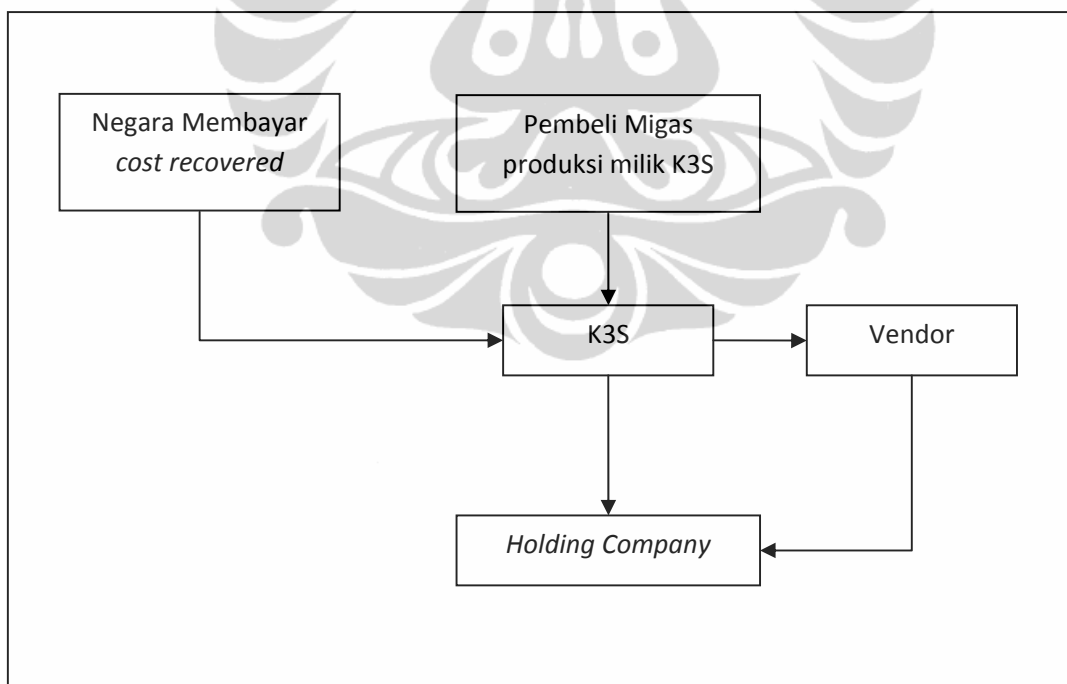 Negara Membayar
cost recovered
Pembeli Migas
produksi milik K3S
K3S
Vendor
Holding Company